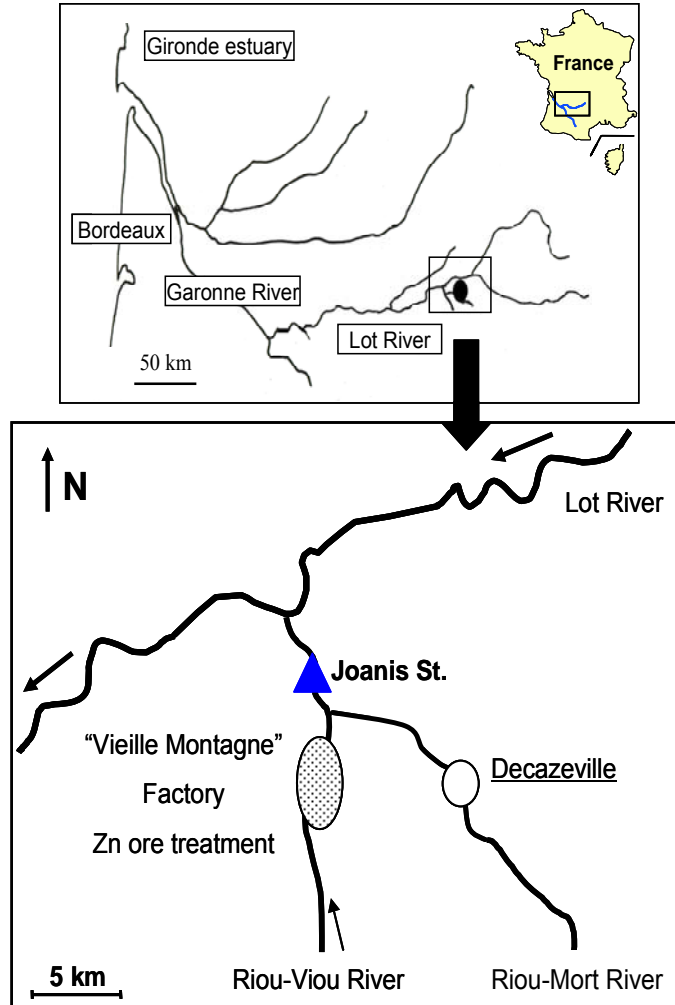 Gironde estuary
France
Bordeaux
Garonne River
Lot River
50 km
N
Lot River
Joanis St.
“Vieille Montagne”
Factory
Zn ore treatment
Decazeville
5 km
Riou-Viou River
Riou-Mort River